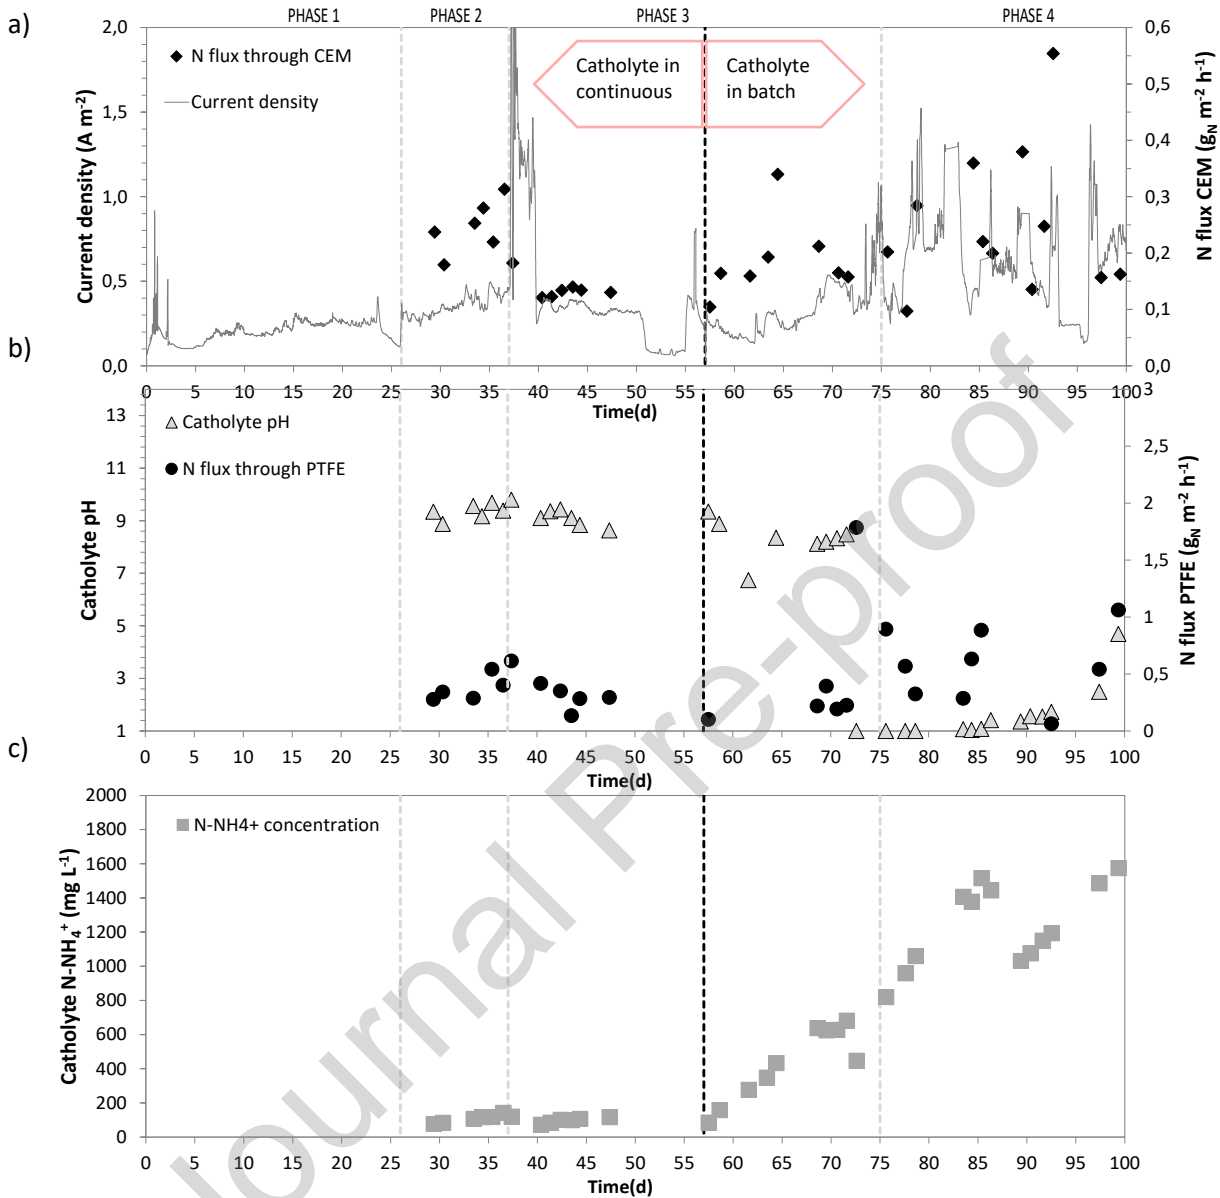 PHASE 1 PHASE 2 PHASE 3 PHASE 4
a)
2,0 0,6
N flux through CEM
Current density
Catholyte in
continuous
Catholyte
in batch
1,5 0,5
0,4
1,0 0,3
0,2
0,5 0,1
0,0 0,0
Current density (A m-2)
N flux CEM (gN m-2 h-1)
0 5 10 15 20 25 30 35 40 45 50 55 60 65 70 75 80 85 90 95 100
Time(d)
b)
Catholyte pH
N flux through PTFE
13
11
9
7
5
3
1
3
2,5
2
1,5
1
0,5
0
Catholyte pH
N flux PTFE (gN m-2 h-1)
0 5 10 15 20 25 30 35 40 45 50 55 60 65 70 75 80 85 90 95 100
Time(d)
c)
N-NH4+ concentration
2000
1800
1600
1400
1200
1000
800
600
400
200
0
Catholyte N-NH4+ (mg L-1)
0 5 10 15 20 25 30 35 40 45 50 55 60 65 70 75 80 85 90 95 100
Time(d)
Journal Pre-proof